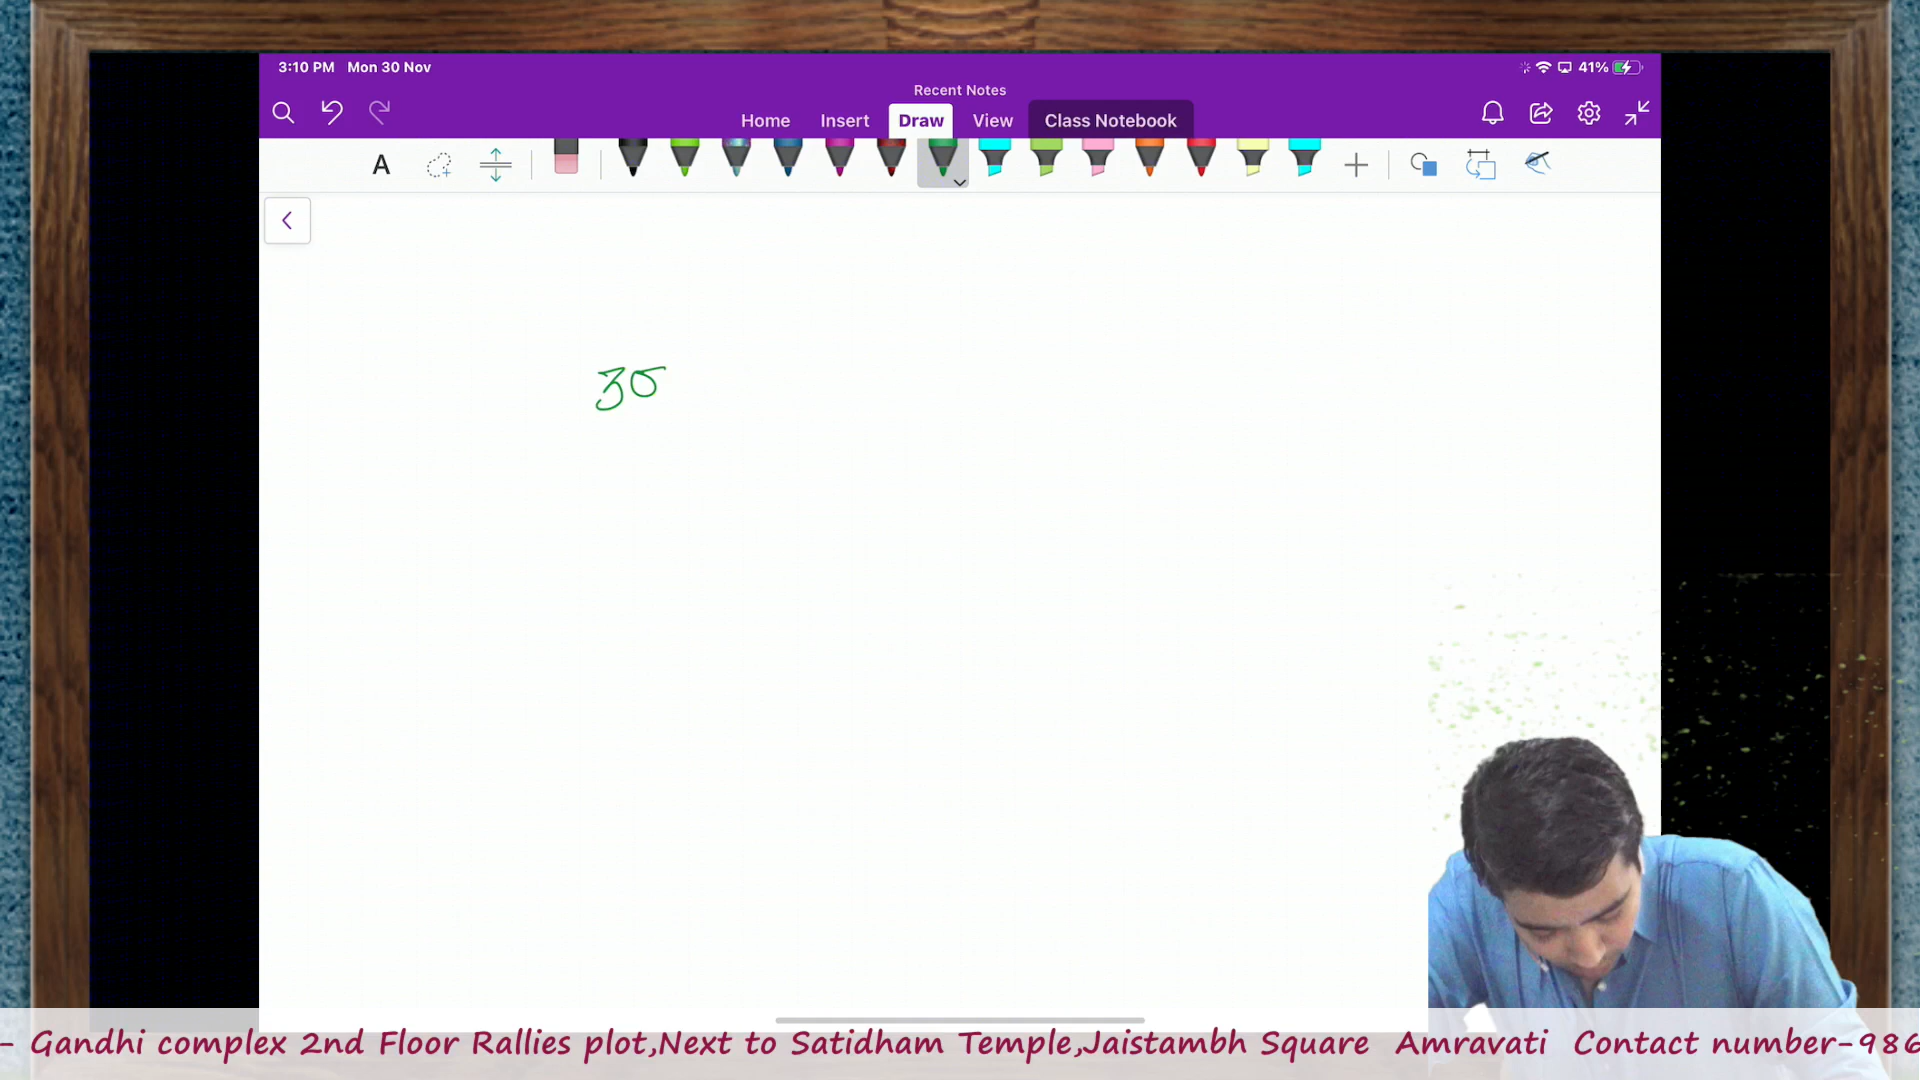 3:10 PM Mon 30 Nov
41%
Recent Notes
Home Insert Draw View Class Notebook
A
30
- Gandhi complex 2nd Floor Rallies plot,Next to Satidham Temple,Jaistambh Square Amravati Contact number-986